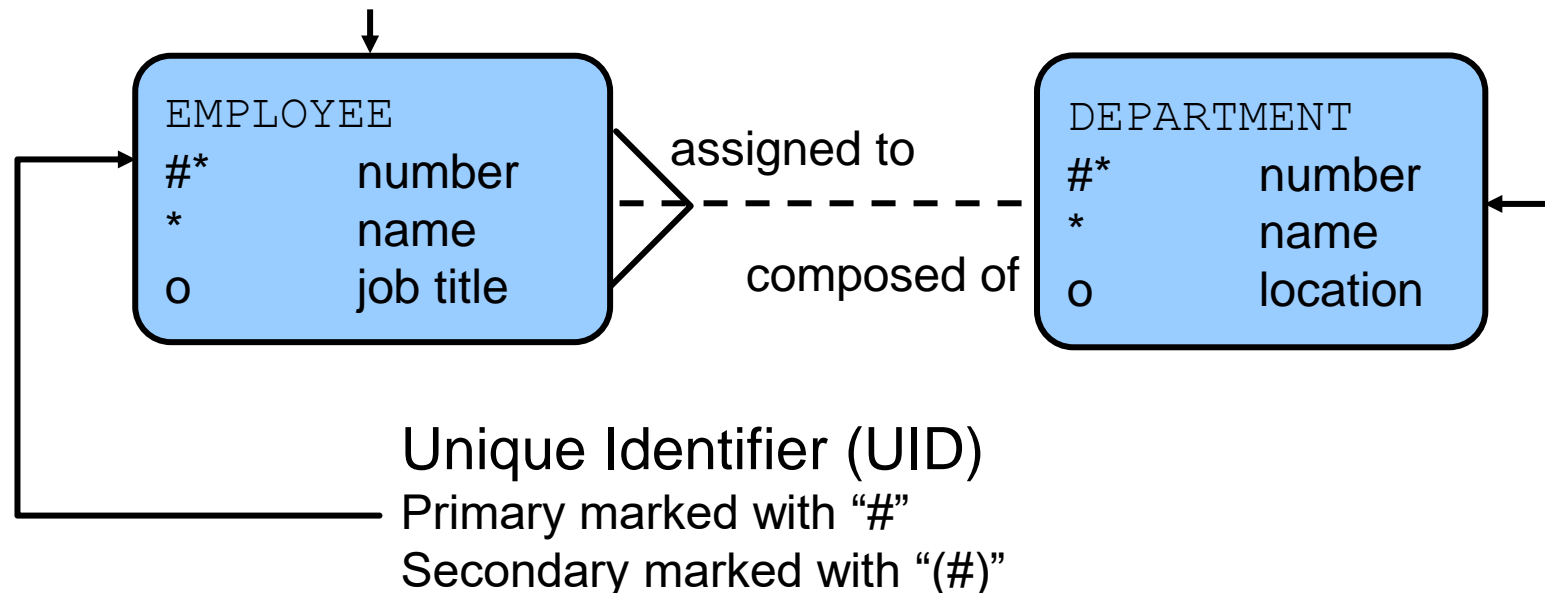 EMPLOYEE
#* number
* name
o job title
assigned to
composed of
DEPARTMENT
#* number
* name
o location
Unique Identifier (UID)
Primary marked with “#”
Secondary marked with “(#)”